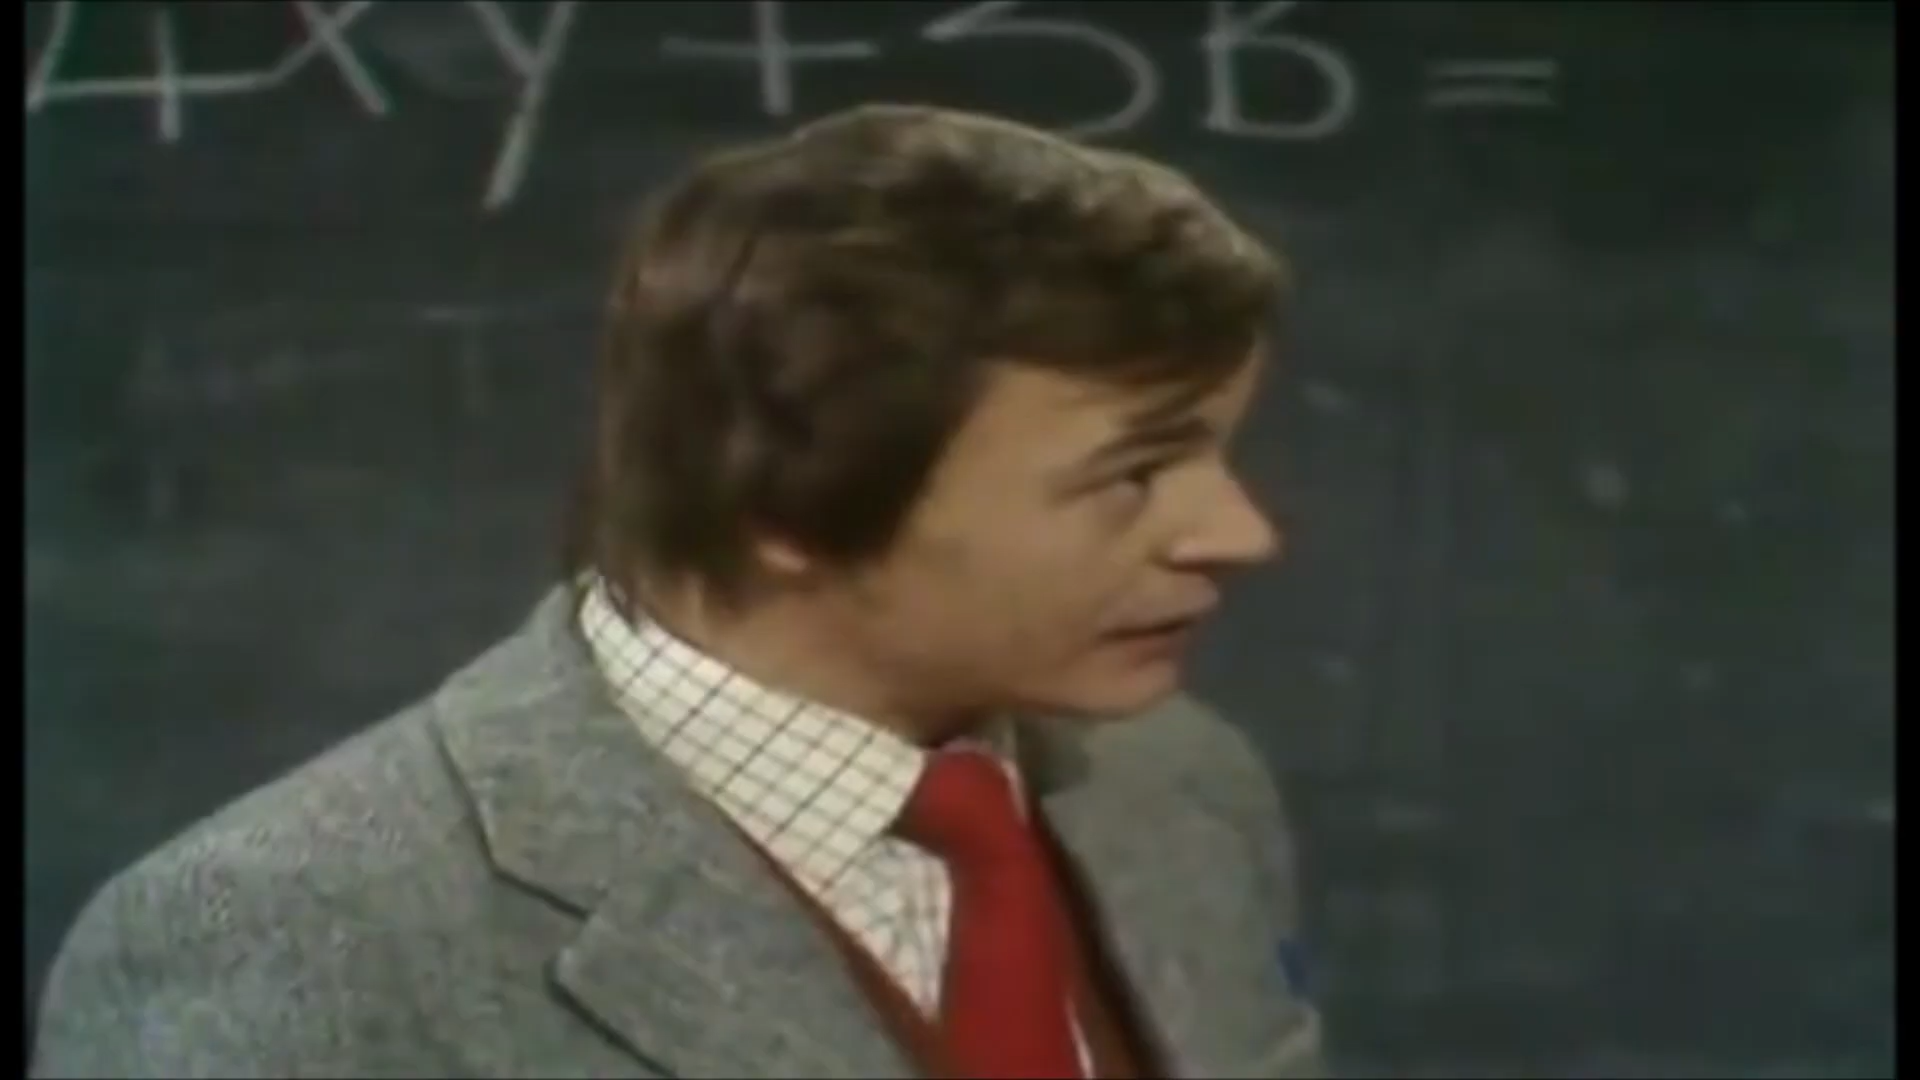 4xy + 3B =